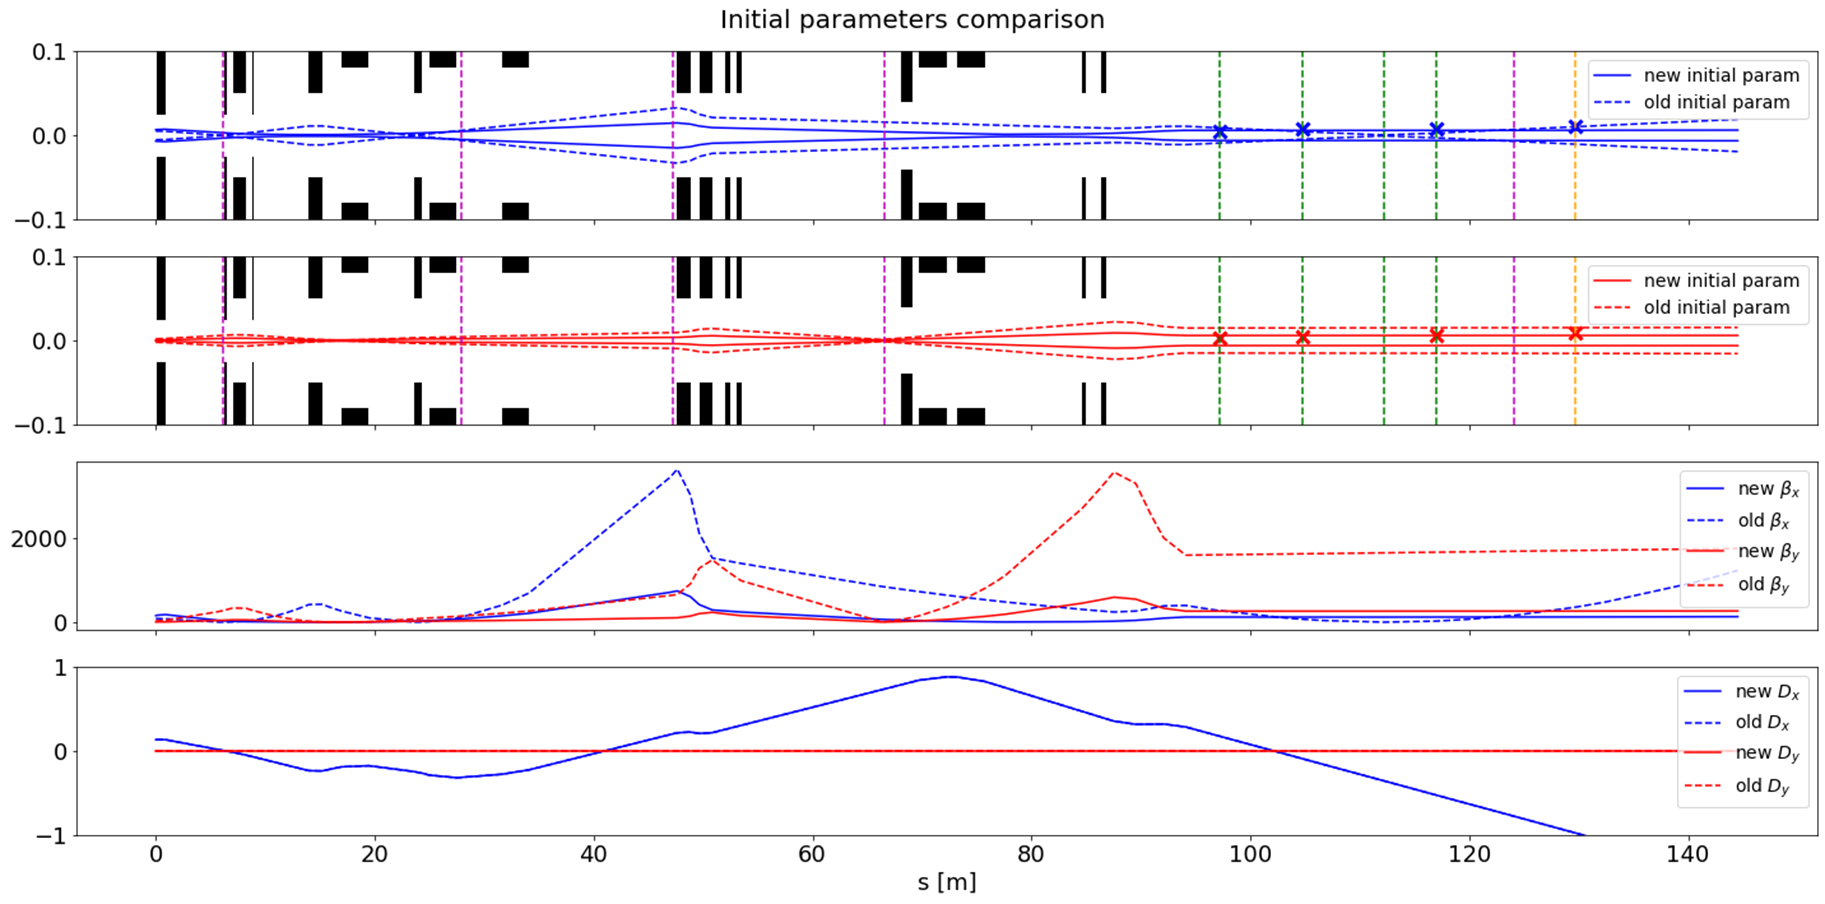 Initial parameters comparison
0.1
0.0
−0.1
new initial param
old initial param
0.1
0.0
−0.1
new initial param
old initial param
2000
0
new βx
old βx
new βy
old βy
1
0
−1
new Dx
old Dx
new Dy
old Dy
0 20 40 60 80 100 120 140
s [m]